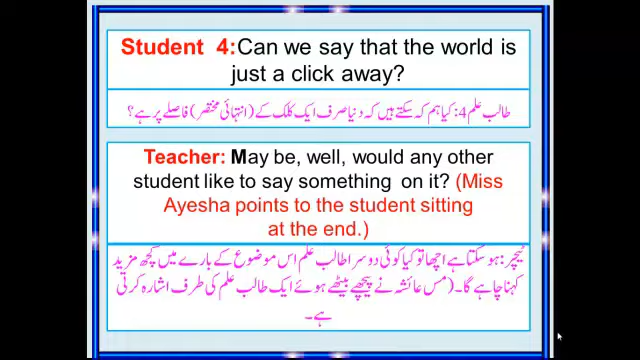 Student 4:Can we say that the world is
just a click away?
طالب علم 4: کیا ہم کہ سکتے ہیں کہ دنیا صرف ایک کلک کے (انتہائی مختصر) فاصلے پر ہے؟
Teacher: May be, well, would any other
student like to say something on it? (Miss
Ayesha points to the student sitting
at the end.)
ٹیچر: ہو سکتا ہے اچھا تو کیا کوئی دوسرا طالب علم اس موضوع کے بارے میں کچھ مزید
کہنا چاہے گا۔ (مس عائشہ نے پیچھے بیٹھے ہوئے ایک طالب علم کی طرف اشارہ کرتی
ہے۔